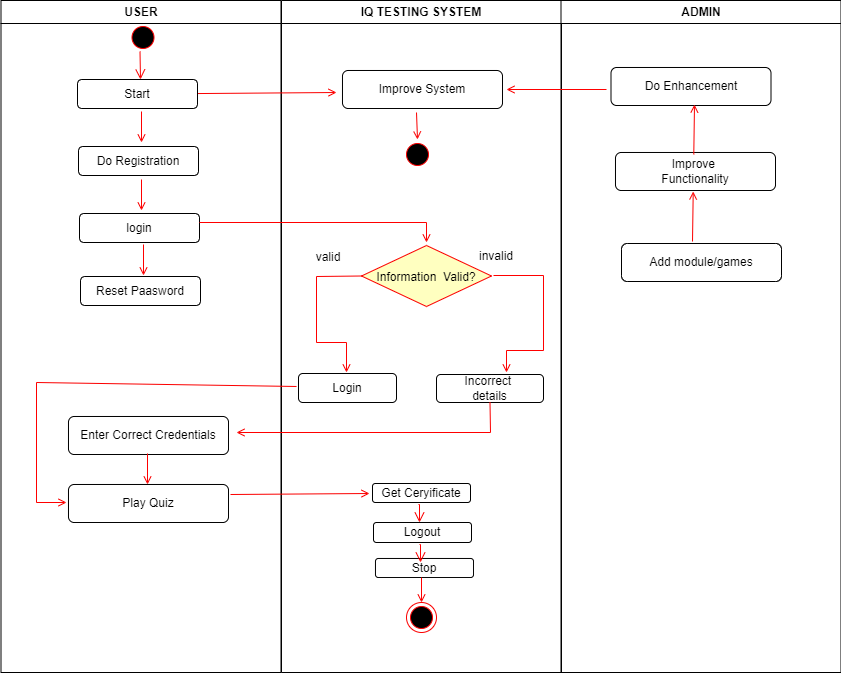 USER
IQ TESTING SYSTEM
ADMIN
Start
Improve System
Do Enhancement
Do Registration
Improve
Functionality
login
valid
invalid
Information Valid?
Add module/games
Reset Paasword
Login
Incorrect
details
Enter Correct Credentials
Play Quiz
Get Ceryificate
Logout
Stop